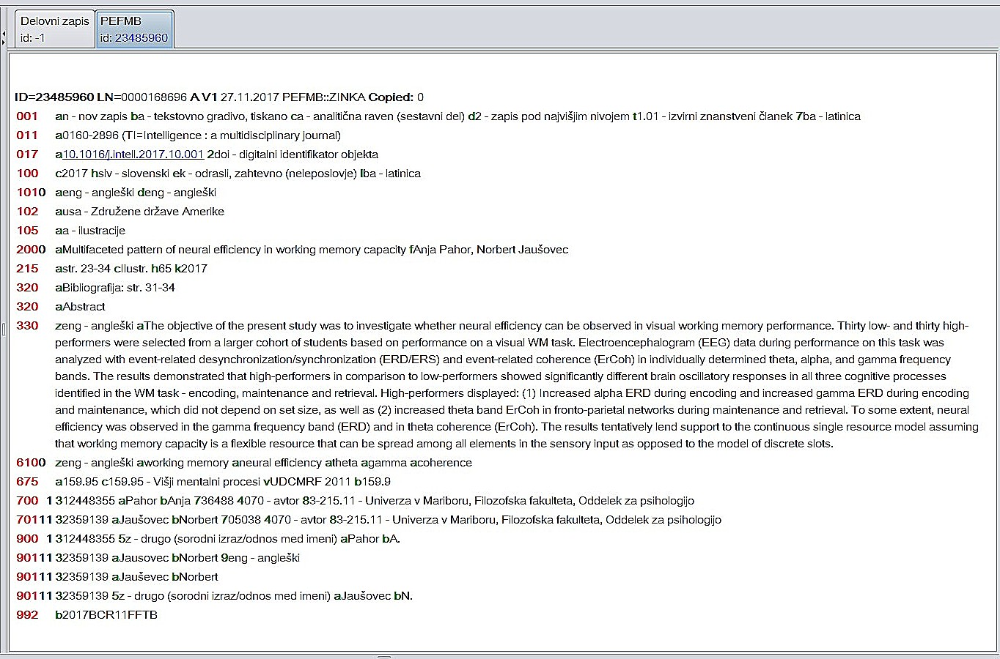 Delovni zapis
id: -1
PEFMB
id: 23485960
ID=23485960 LN=0000168696 A V1 27.11.2017 PEFMB::ZINKA Copied: 0
001 an - nov zapis ba - tekstovno gradivo, tiskano ca - analitična raven (sestavni del) d2 - zapis pod najvišjim nivojem t1.01 - izvirni znanstveni članek 7ba - latinica
011 a0160-2896 (TI=Intelligence : a multidisciplinary journal)
017 a10.1016/j.intell.2017.10.001 2doi - digitalni identifikator objekta
100 c2017 hslv - slovenski ek - odrasli, zahtevno (neleposlovje) lba - latinica
1010 aeng - angleški deng - angleški
102 ausa - Združene države Amerike
105 aa - ilustracije
2000 aMultifaceted pattern of neural efficiency in working memory capacity fAnja Pahor, Norbert Jaušovec
215 astr. 23-34 cIlustr. h65 k2017
320 aBibliografija: str. 31-34
320 aAbstract
330 zeng - angleški aThe objective of the present study was to investigate whether neural efficiency can be observed in visual working memory performance. Thirty low- and thirty high-
performers were selected from a larger cohort of students based on performance on a visual WM task. Electroencephalogram (EEG) data during performance on this task was
analyzed with event-related desynchronization/synchronization (ERD/ERS) and event-related coherence (ErCoh) in individually determined theta, alpha, and gamma frequency
bands. The results demonstrated that high-performers in comparison to low-performers showed significantly different brain oscillatory responses in all three cognitive processes
identified in the WM task - encoding, maintenance and retrieval. High-performers displayed: (1) Increased alpha ERD during encoding and increased gamma ERD during encoding
and maintenance, which did not depend on set size, as well as (2) increased theta band ErCoh in fronto-parietal networks during maintenance and retrieval. To some extent, neural
efficiency was observed in the gamma frequency band (ERD) and in theta coherence (ErCoh). The results tentatively lend support to the continuous single resource model assuming
that working memory capacity is a flexible resource that can be spread among all elements in the sensory input as opposed to the model of discrete slots.
6100 zeng - angleški aworking memory aneural efficiency atheta agamma acoherence
675 a159.95 c159.95 - Višji mentalni procesi vUDCMRF 2011 b159.9
700 1 312448355 aPahor bAnja 736488 4070 - avtor 83-215.11 - Univerza v Mariboru, Filozofska fakulteta, Oddelek za psihologijo
70111 32359139 aJaušovec bNorbert 705038 4070 - avtor 83-215.11 - Univerza v Mariboru, Filozofska fakulteta, Oddelek za psihologijo
900 1 312448355 5z - drugo (sorodni izraz/odnos med imeni) aPahor bA.
90111 32359139 aJausovec bNorbert 9eng - angleški
90111 32359139 aJauševec bNorbert
90111 32359139 5z - drugo (sorodni izraz/odnos med imeni) aJaušovec bN.
992 b2017BCR11FFTB